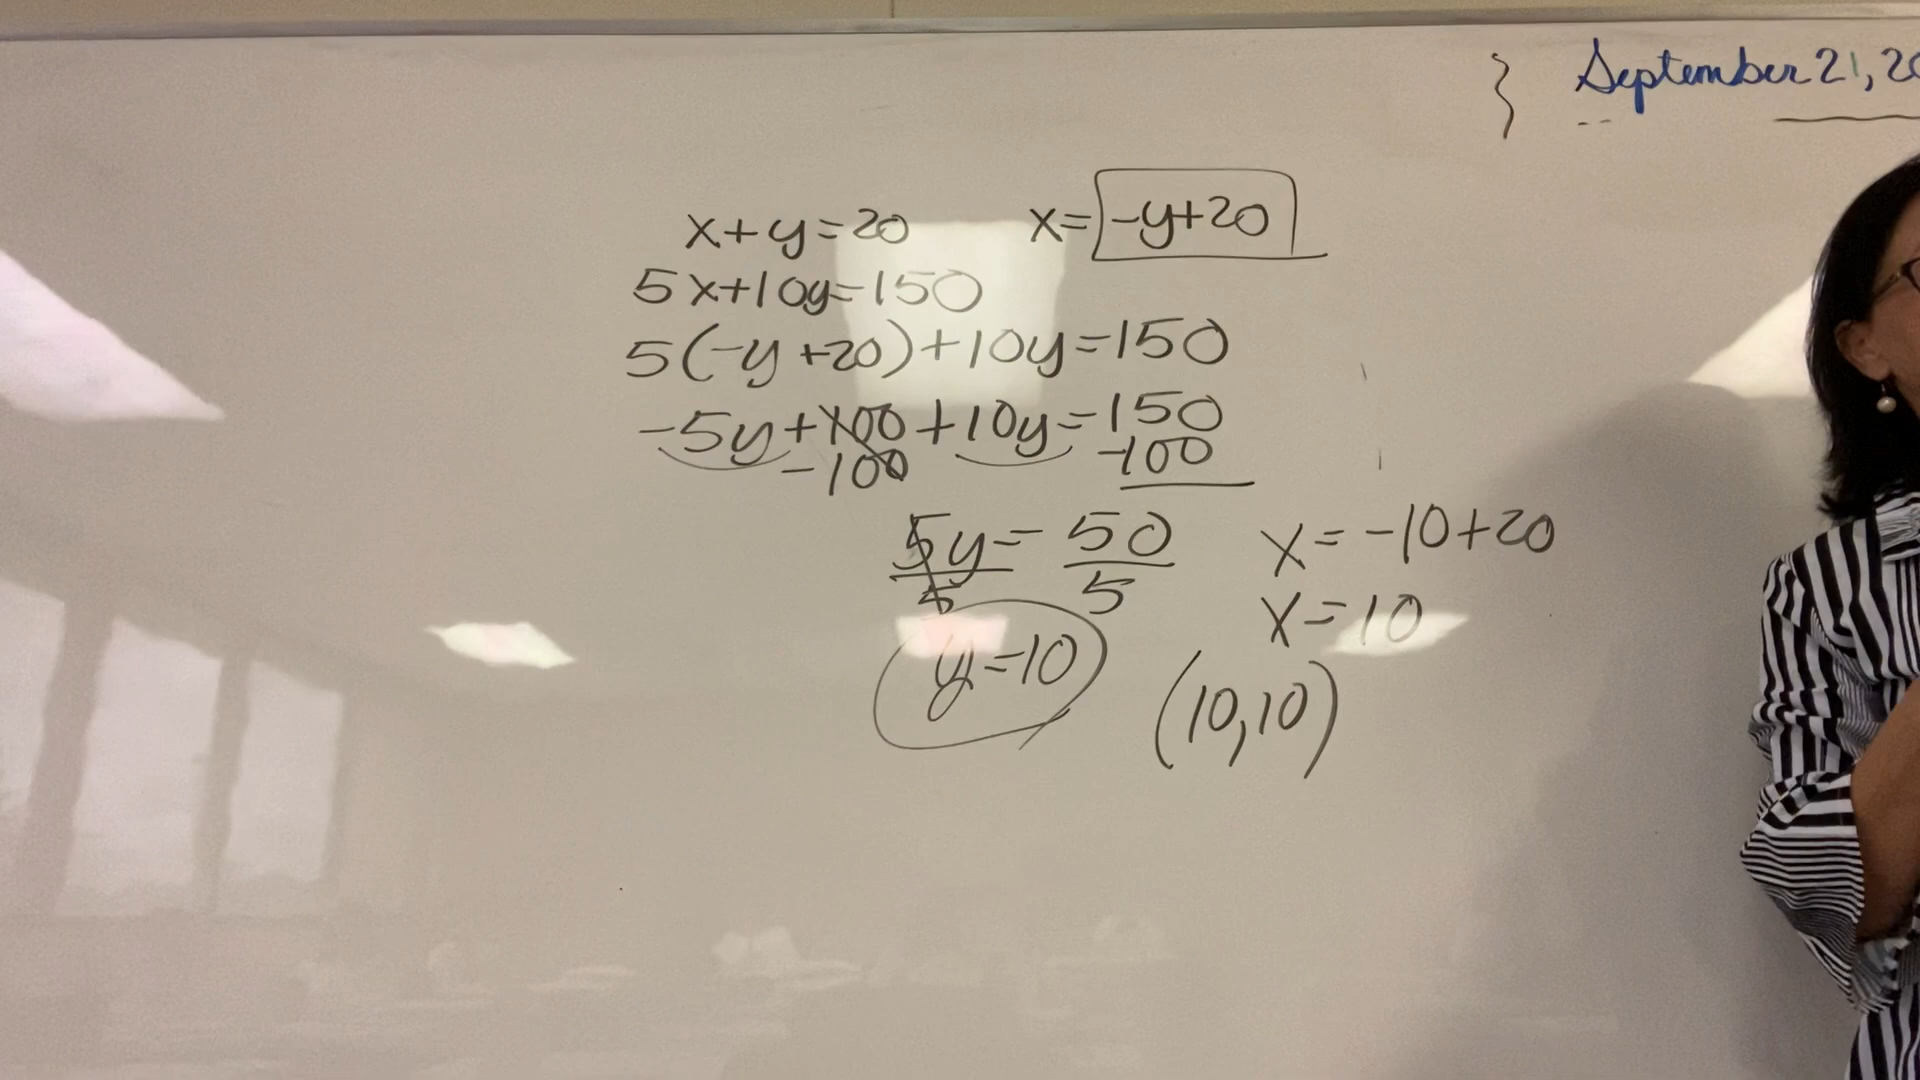 September 21, 20
x+y=20 x=-y+20
5x+10y=150
5(-y+20)+10y=150
-5y+100+10y=150
-100 -100
5y=50 x=-10+20
5 5 x=10
y=10 (10,10)